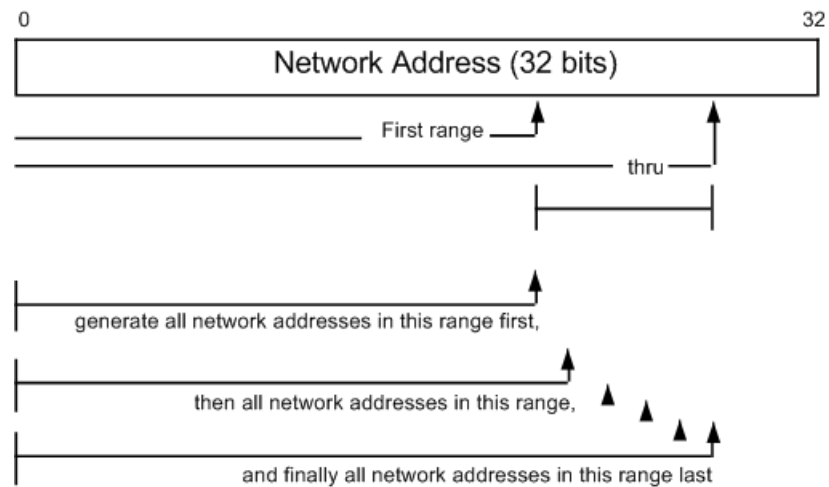 0 32
Network Address (32 bits)
First range
thru
generate all network addresses in this range first,
then all network addresses in this range,
and finally all network addresses in this range last